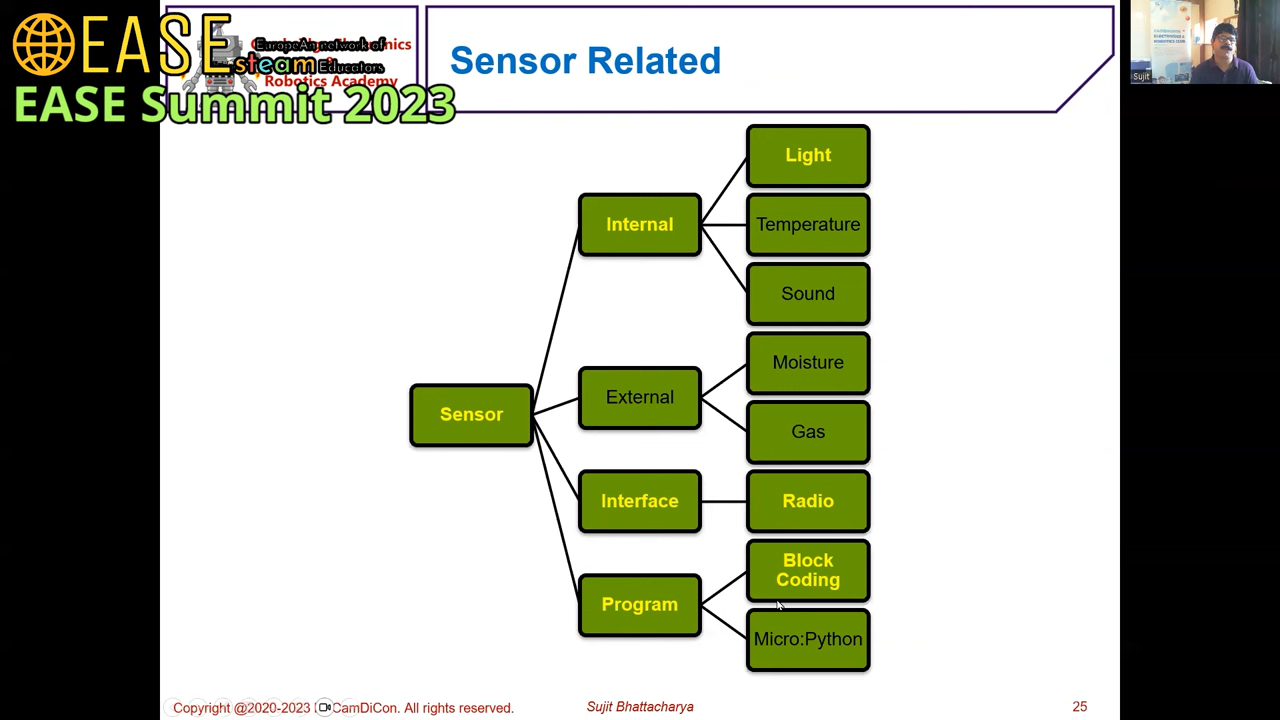 EASE
EuropeAn network of
steam Educators
Robotics Academy
EASE Summit 2023
Sensor Related
Sujit
Light
Internal
Temperature
Sound
Moisture
External
Sensor
Gas
Interface
Radio
Block
Coding
Program
Micro:Python
Copyright @2020-2023 CamDiCon. All rights reserved.
Sujit Bhattacharya
25